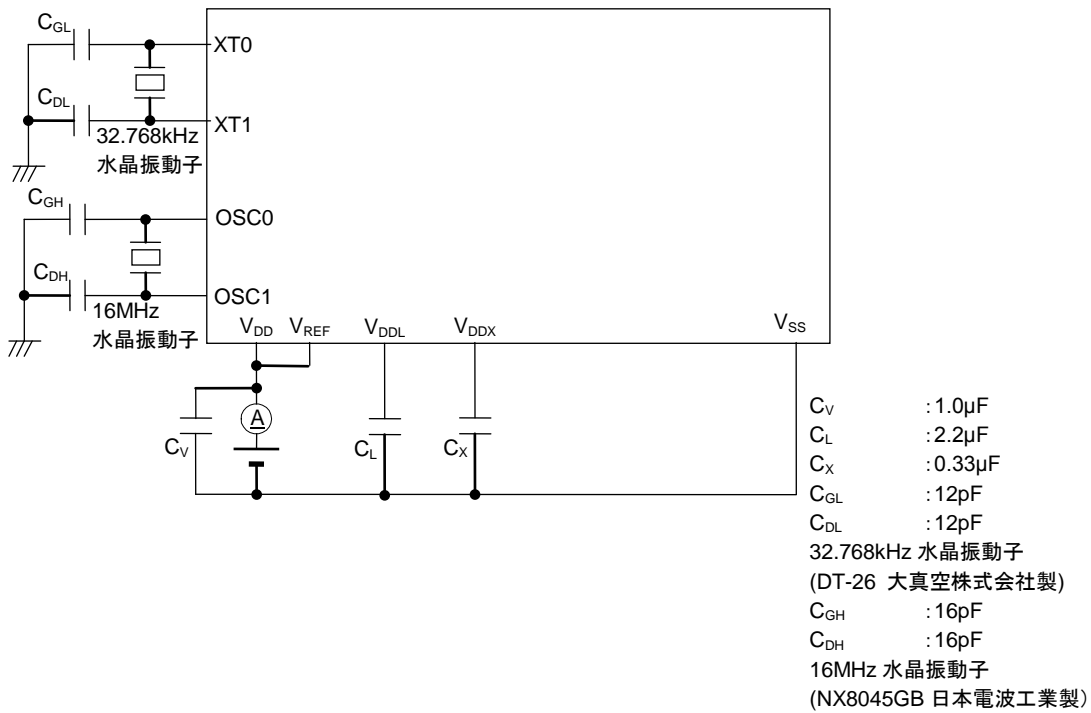 CGL
XT0
CDL
XT1
32.768kHz
水晶振動子
CGH
OSC0
CDH
OSC1
16MHz
水晶振動子
VDD VREF VDDL VDDX VSS
A
CV CL CX
CV :1.0µF
CL :2.2µF
CX :0.33µF
CGL :12pF
CDL :12pF
32.768kHz 水晶振動子
(DT-26 大真空株式会社製)
CGH :16pF
CDH :16pF
16MHz 水晶振動子
(NX8045GB 日本電波工業製)